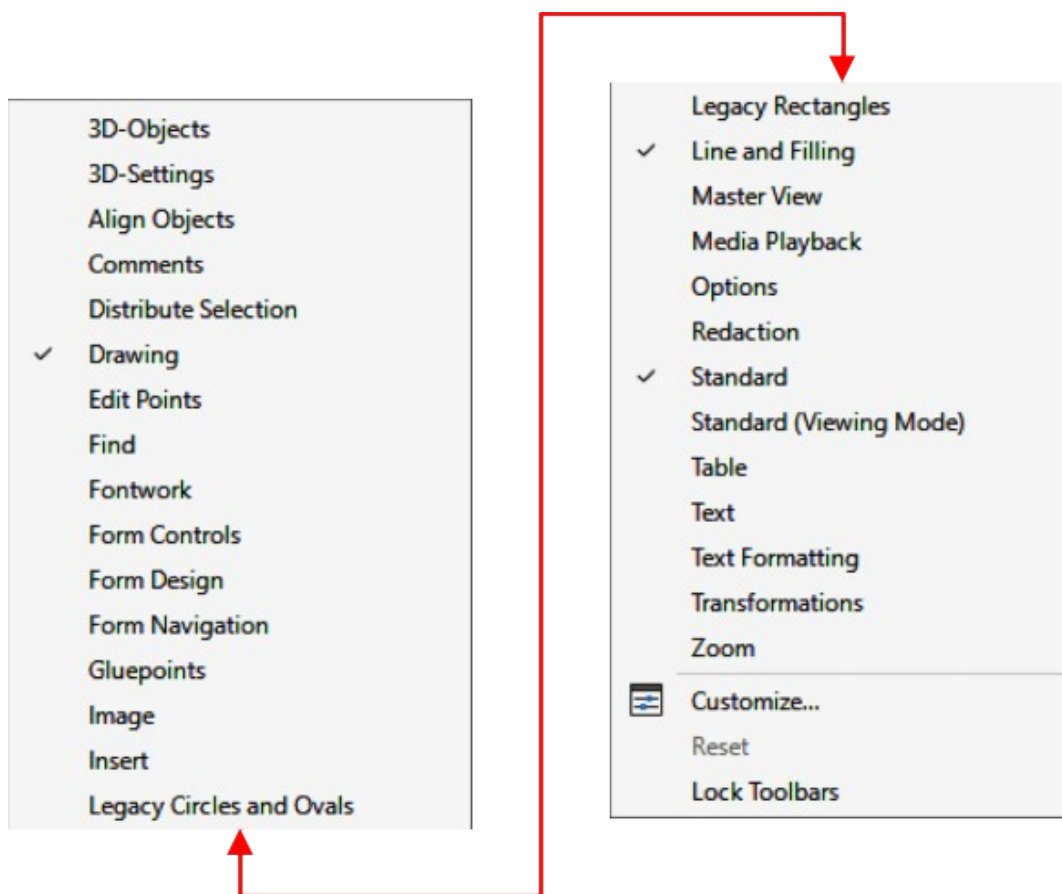 3D-Objects
3D-Settings
Align Objects
Comments
Distribute Selection
Drawing
Edit Points
Find
Fontwork
Form Controls
Form Design
Form Navigation
Gluepoints
Image
Insert
Legacy Circles and Ovals
Legacy Rectangles
Line and Filling
Master View
Media Playback
Options
Redaction
Standard
Standard (Viewing Mode)
Table
Text
Text Formatting
Transformations
Zoom
Customize...
Reset
Lock Toolbars